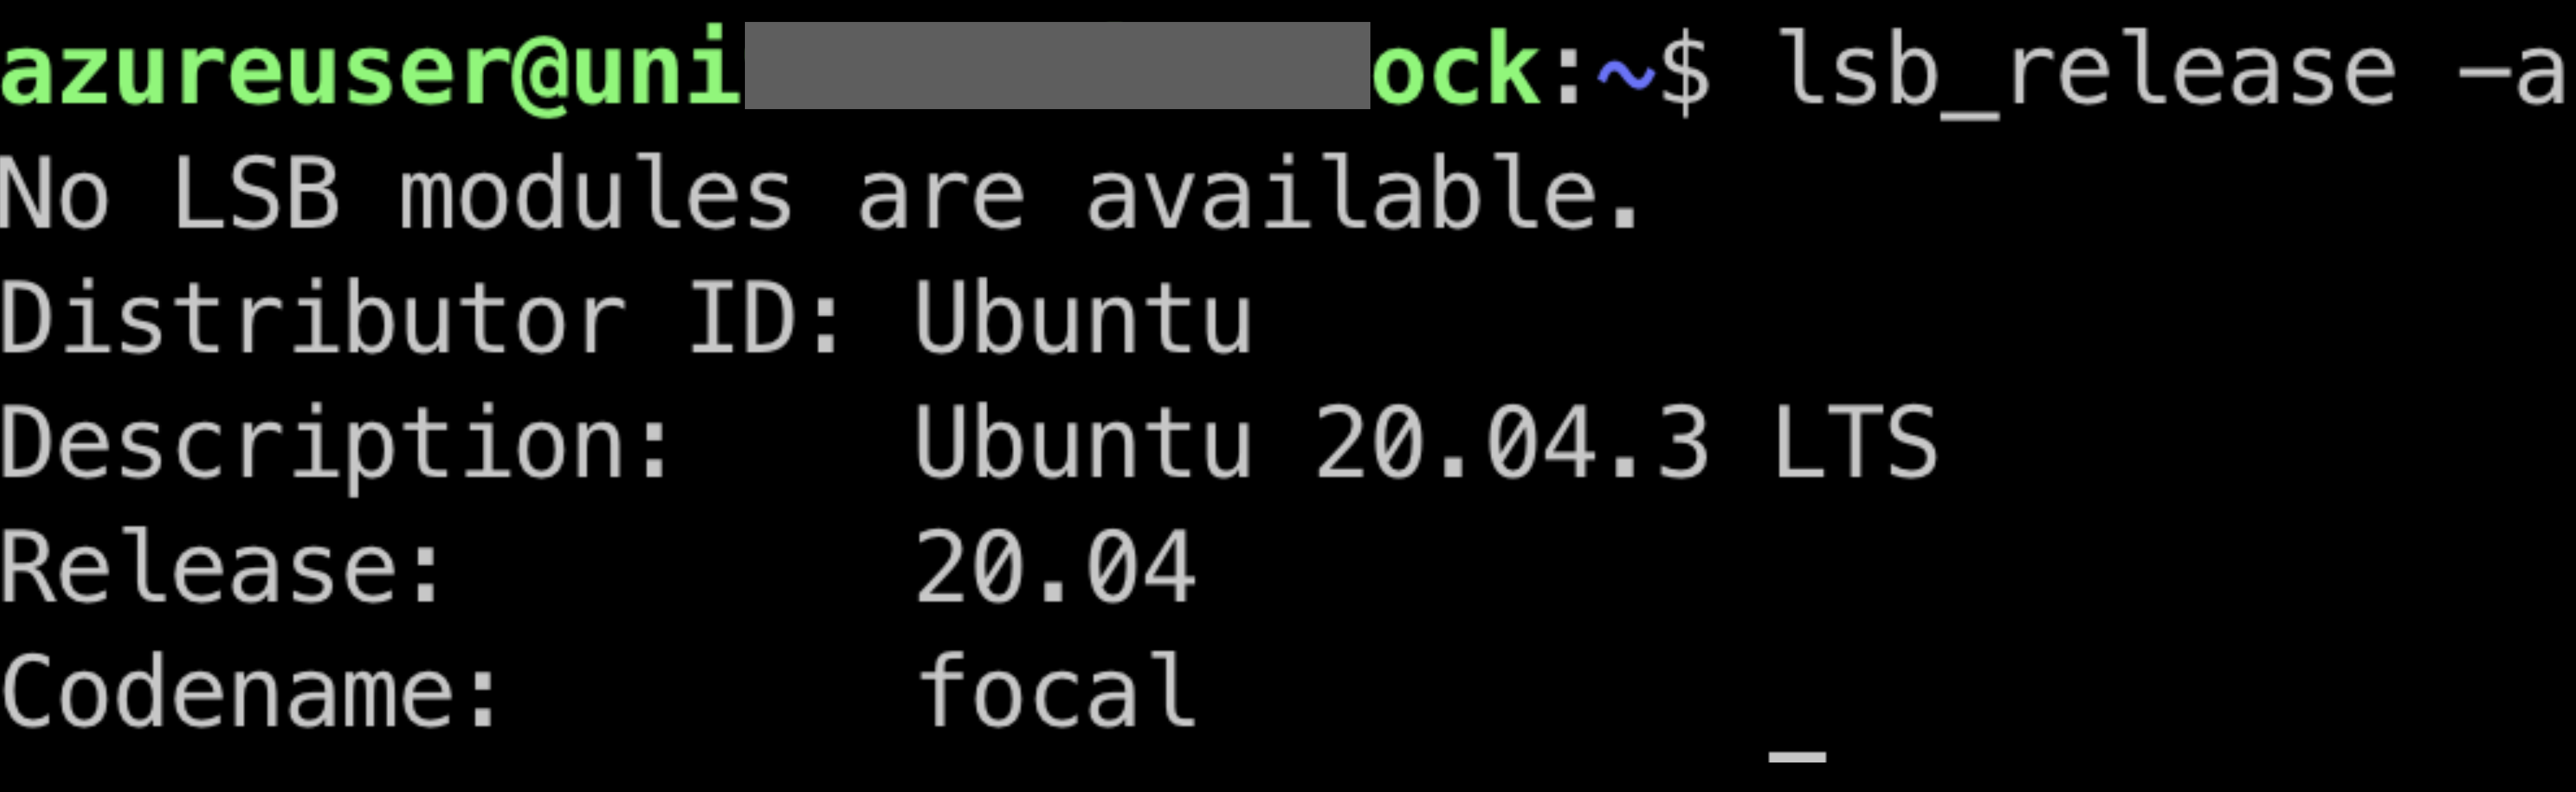 azureuser@uni ock:~$ lsb_release -a
No LSB modules are available.
Distributor ID: Ubuntu
Description: Ubuntu 20.04.3 LTS
Release: 20.04
Codename: focal